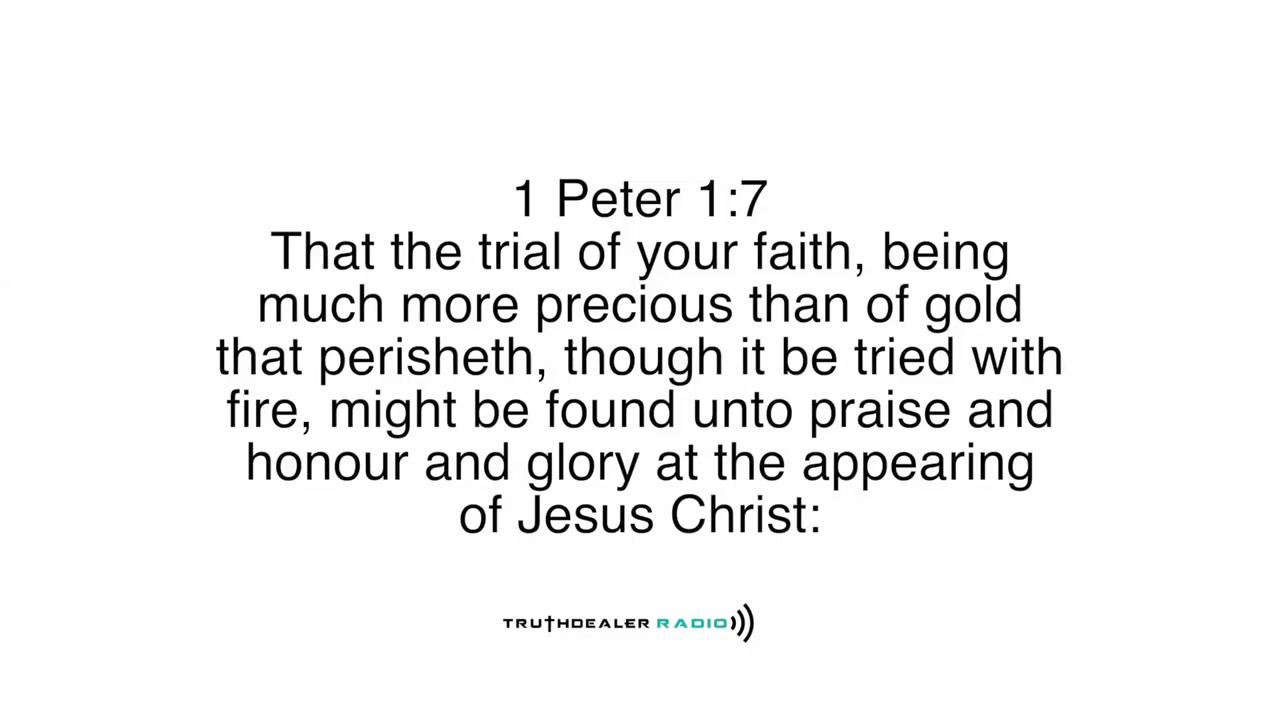 1 Peter 1:7
That the trial of your faith, being
much more precious than of gold
that perisheth, though it be tried with
fire, might be found unto praise and
honour and glory at the appearing
of Jesus Christ:
TRUTHDEALER RADIO